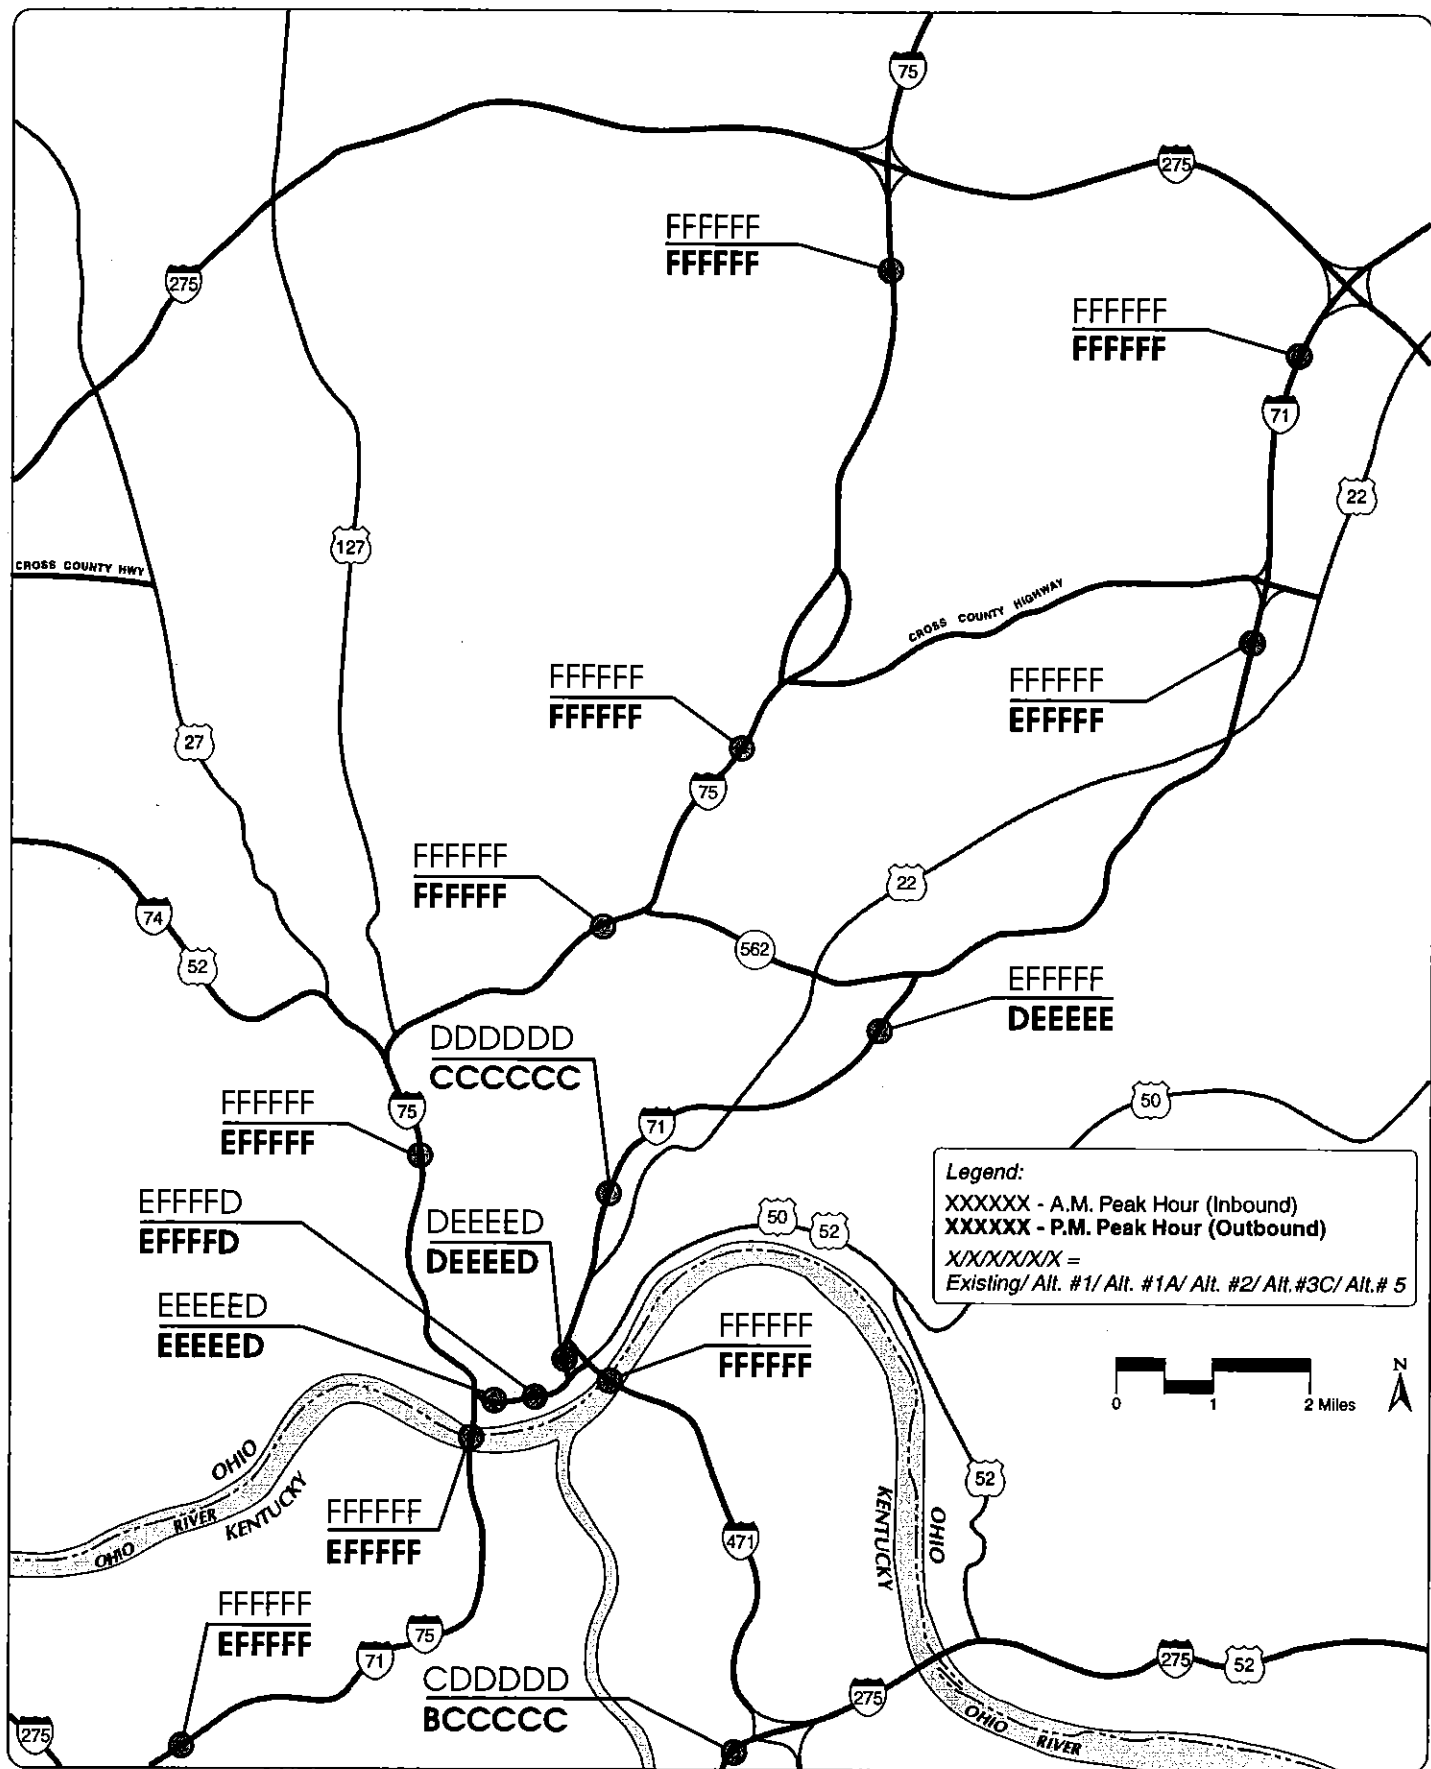 75
275
FFFFFF
FFFFFF
275
FFFFFF
FFFFFF
71
22
127
CROSS COUNTY HWY
CROSS COUNTY HIGHWAY
FFFFFF
FFFFFF
FFFFFF
EFFFFF
27
75
FFFFFF
FFFFFF
22
74
52
562
EFFFFF
DEEEEE
DDDDDD
CCCCCC
FFFFFF
EFFFFF
75
71
50
Legend:
XXXXXX - A.M. Peak Hour (Inbound)
XXXXXX - P.M. Peak Hour (Outbound)
X/X/X/X/X/X =
Existing/ Alt. #1/ Alt. #1A/ Alt. #2/ Alt.#3C/ Alt.# 5
EFFFFD
EFFFFD
DEEEED
DEEEED
50
52
EEEEED
EEEEED
FFFFFF
FFFFFF
0 1 2 Miles
N
OHIO
KENTUCKY
OHIO RIVER
52
KENTUCKY
OHIO
FFFFFF
EFFFFF
471
FFFFFF
EFFFFF
75
71
CDDDDD
BCCCCC
275
275
52
275
OHIO RIVER